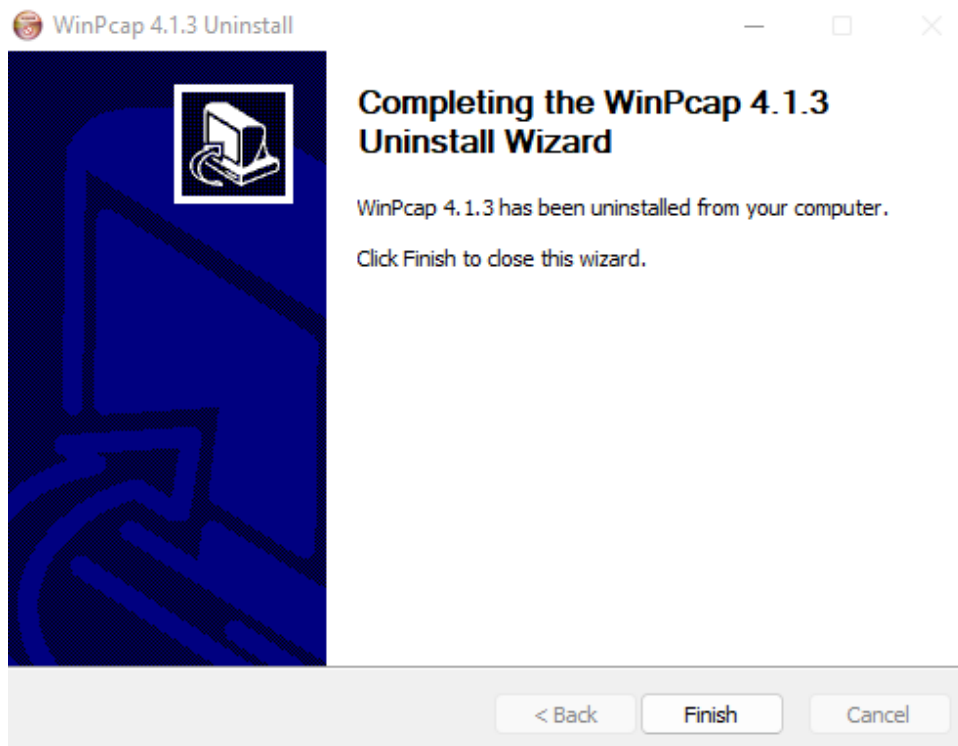 WinPcap 4.1.3 Uninstall
Completing the WinPcap 4.1.3
Uninstall Wizard
WinPcap 4.1.3 has been uninstalled from your computer.
Click Finish to close this wizard.
< Back Finish Cancel